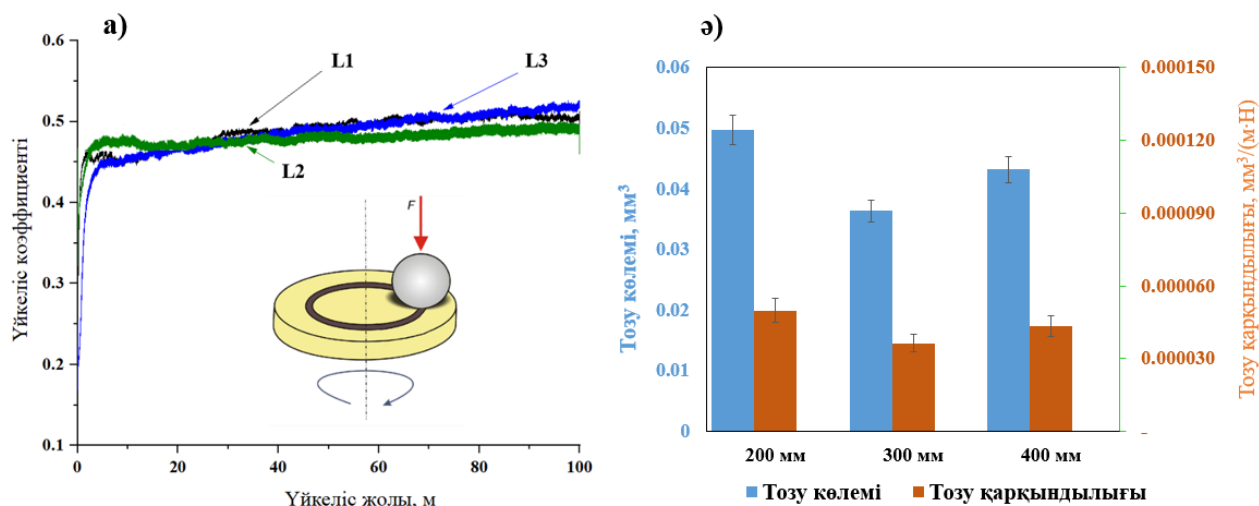 а)
0.6
0.5
0.4
0.3
0.2
0.1
0
20
40
60
80
100
Үйкеліс коэффициенті
Үйкеліс жолы, м
L1
L3
L2
F
ә)
0.06
0.05
0.04
0.03
0.02
0.01
0
Тозу көлемі, мм³
0.000150
0.000120
0.000090
0.000060
0.000030
-
Тозу қарқындылығы, мм³/(м·Н)
200 мм
300 мм
400 мм
Тозу көлемі
Тозу қарқындылығы